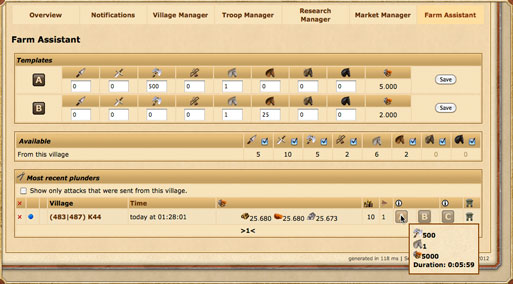 Overview Notifications Village Manager Troop Manager Research Manager Market Manager Farm Assistant
Farm Assistant
Templates
A 0 0 500 0 1 0 0 0 5.000 Save
B 0 0 0 0 1 25 0 0 2.000 Save
Available
From this village 5 10 5 2 6 2 0 0
Most recent plunders
Show only attacks that were sent from this village.
Village Time
(483|487) K44 today at 01:28:01 25.680 25.680 25.673 10 1 A B C
>1<
500
1
5000
Duration: 0:05:59
generated in 118 ms | S
2012